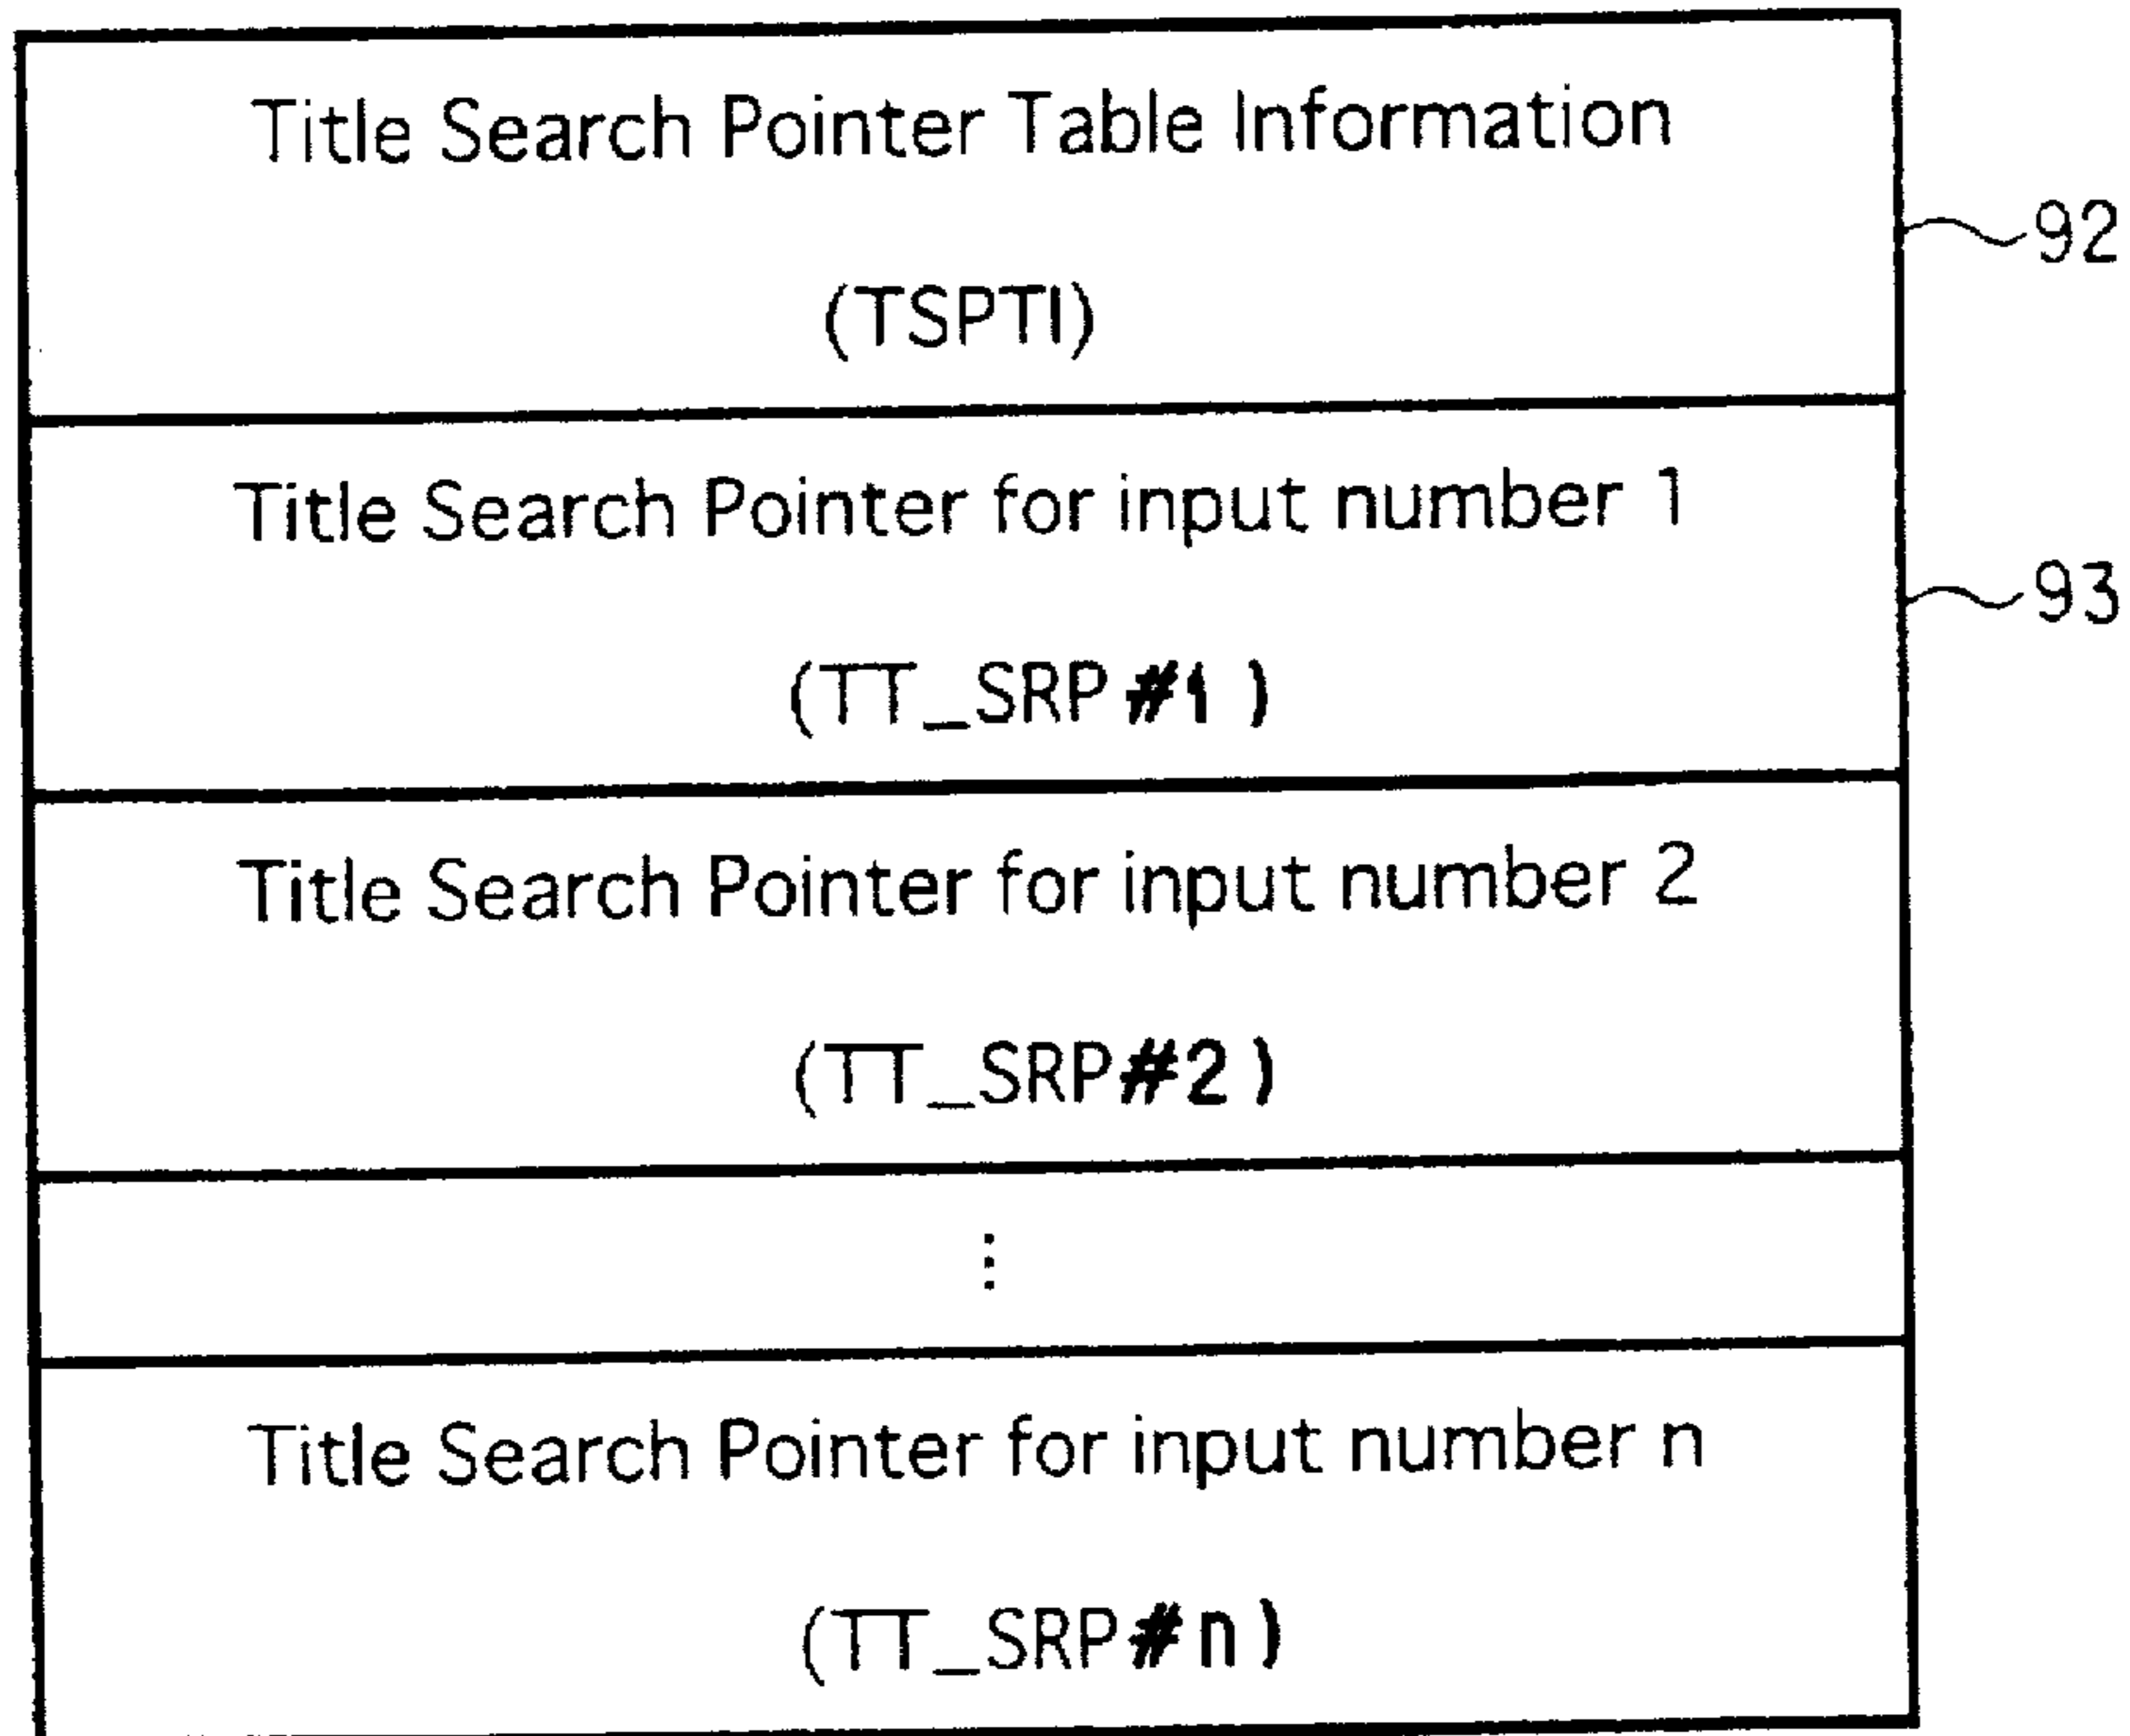 Title Search Pointer Table Information
92
(TSPTI)
Title Search Pointer for input number 1
93
(TT_SRP#1)
Title Search Pointer for input number 2
(TT_SRP#2)
⋮
Title Search Pointer for input number n
(TT_SRP#n)